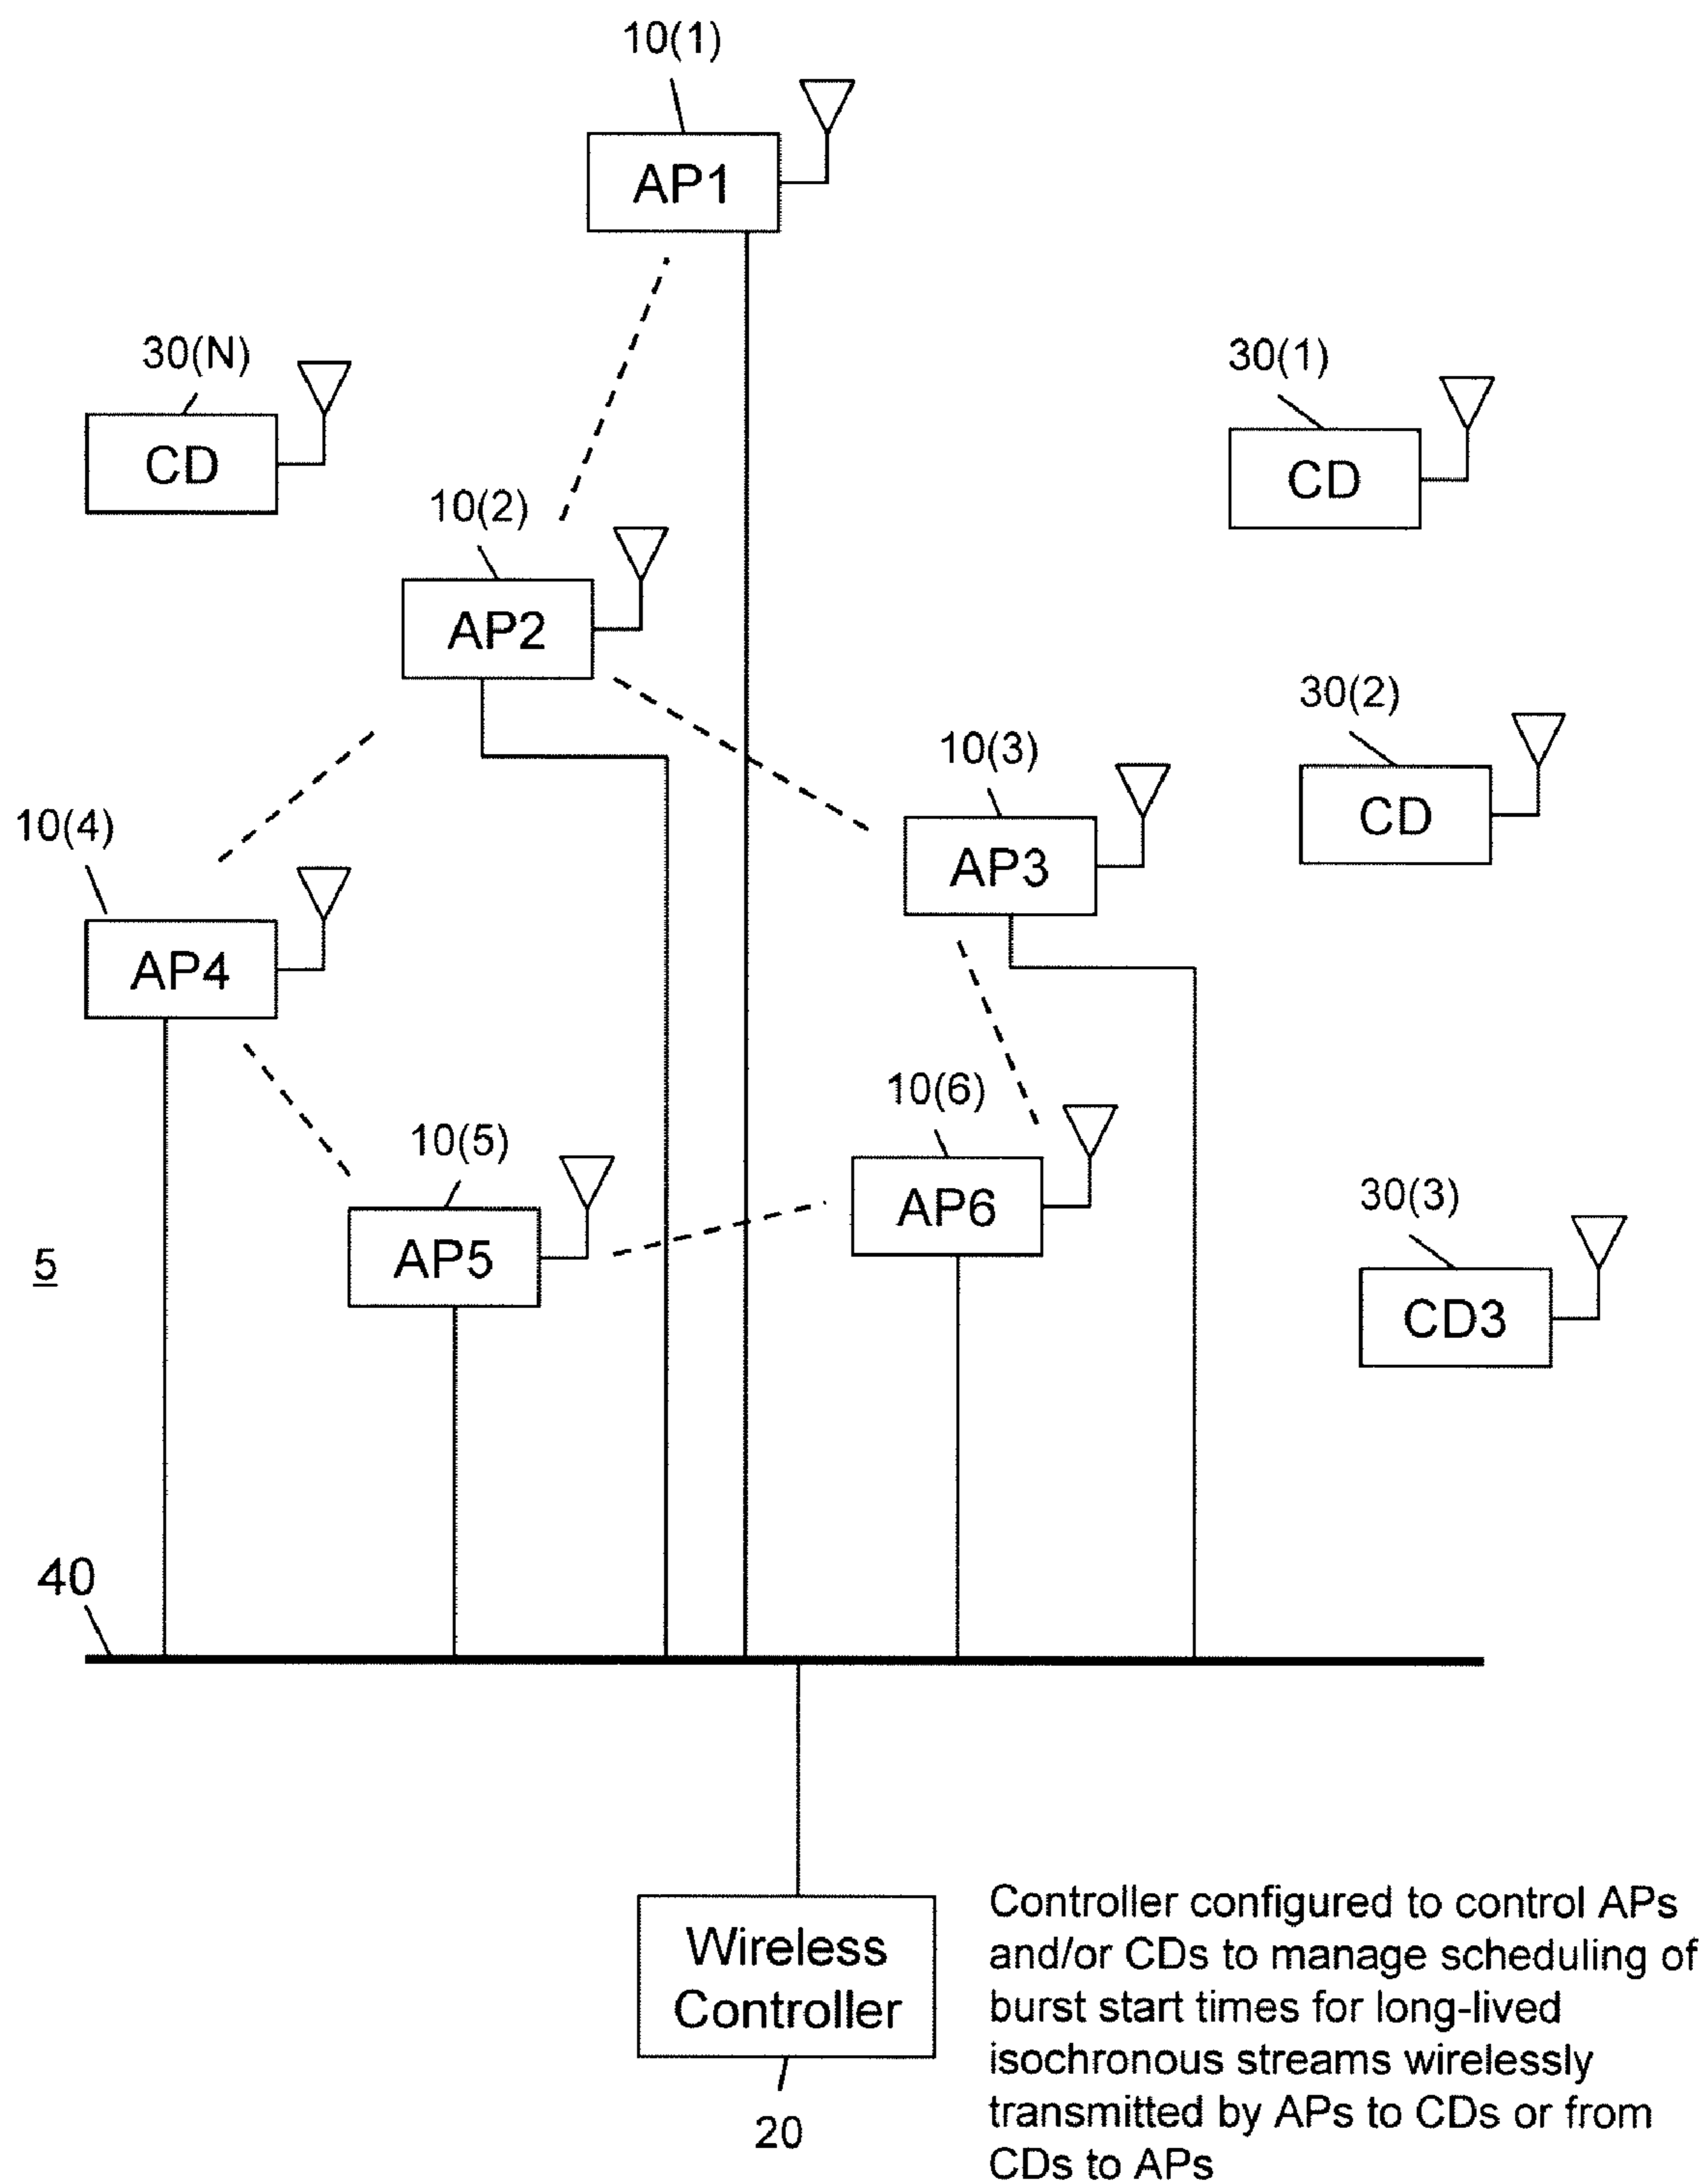 10(1)
AP1
30(N)
CD
30(1)
CD
10(2)
AP2
30(2)
CD
10(3)
AP3
10(4)
AP4
10(6)
AP6
10(5)
AP5
30(3)
CD3
5
40
Wireless
Controller
20
Controller configured to control APs
and/or CDs to manage scheduling of
burst start times for long-lived
isochronous streams wirelessly
transmitted by APs to CDs or from
CDs to APs